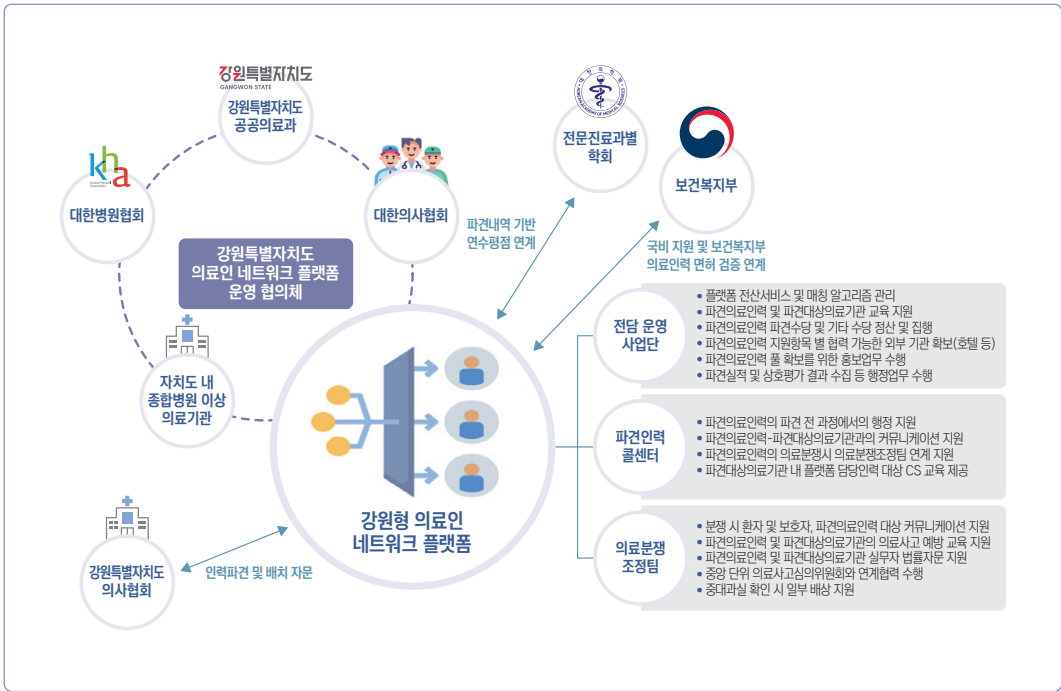 강원특별자치도
GANGWON STATE
강원특별자치도
공공의료과
kha
대한병원협회
대한의사협회
강원특별자치도
의료인 네트워크 플랫폼
운영 협의체
자치도 내
종합병원 이상
의료기관
강원특별자치도
의사협회
인력파견 및 배치 자문
강원형 의료인
네트워크 플랫폼
전문진료과별
학회
파견내역 기반
연수평점 연계
보건복지부
국비 지원 및 보건복지부
의료인력 면허 검증 연계
전담 운영
사업단
• 플랫폼 전산서비스 및 매칭 알고리즘 관리
• 파견의료인력 및 파견대상의료기관 교육 지원
• 파견의료인력 파견수당 및 기타 수당 정산 및 집행
• 파견의료인력 지원항목 별 협력 가능한 외부 기관 확보(호텔 등)
• 파견의료인력 풀 확보를 위한 홍보업무 수행
• 파견실적 및 상호평가 결과 수집 등 행정업무 수행
파견인력
콜센터
• 파견의료인력의 파견 전 과정에서의 행정 지원
• 파견의료인력-파견대상의료기관과의 커뮤니케이션 지원
• 파견의료인력의 의료분쟁시 의료분쟁조정팀 연계 지원
• 파견대상의료기관 내 플랫폼 담당인력 대상 CS 교육 제공
의료분쟁
조정팀
• 분쟁 시 환자 및 보호자, 파견의료인력 대상 커뮤니케이션 지원
• 파견의료인력 및 파견대상의료기관의 의료사고 예방 교육 지원
• 파견의료인력 및 파견대상의료기관 실무자 법률자문 지원
• 중앙 단위 의료사고심의위원회와 연계협력 수행
• 중대과실 확인 시 일부 배상 지원